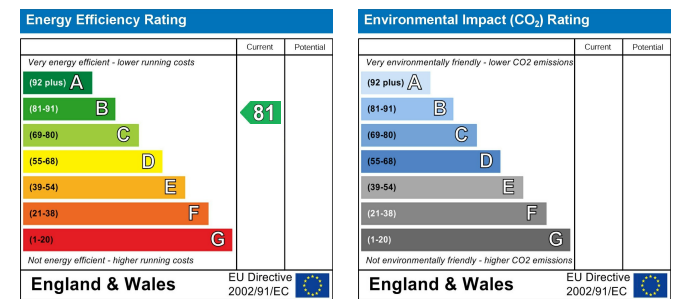 Energy Efficiency Rating
Current Potential
Very energy efficient - lower running costs
(92 plus) A
(81-91) B
81
(69-80) C
(55-68) D
(39-54) E
(21-38) F
(1-20) G
Not energy efficient - higher running costs
England & Wales
EU Directive
2002/91/EC
Environmental Impact (CO₂) Rating
Current Potential
Very environmentally friendly - lower CO2 emissions
(92 plus) A
(81-91) B
(69-80) C
(55-68) D
(39-54) E
(21-38) F
(1-20) G
Not environmentally friendly - higher CO2 emissions
England & Wales
EU Directive
2002/91/EC